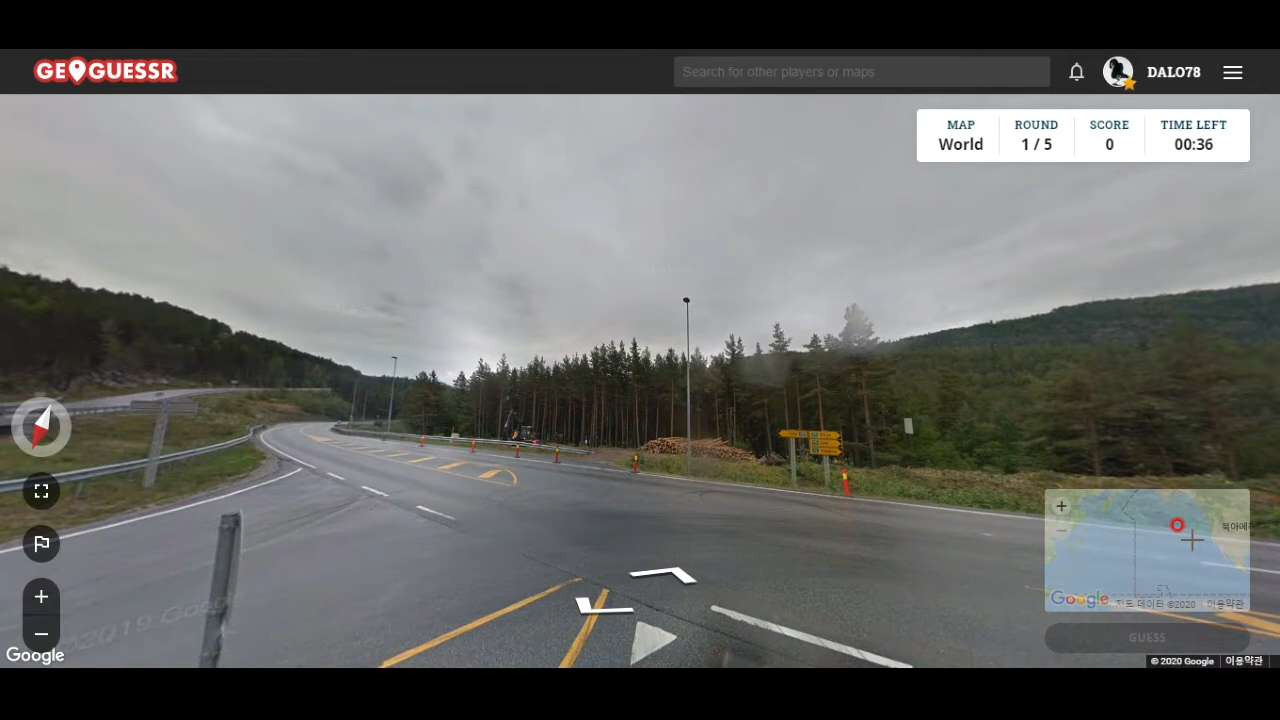 GEOGUESSR
Search for other players or maps
DALO78
MAP
World
ROUND
1 / 5
SCORE
0
TIME LEFT
00:36
+
−
Google
지도 데이터 ©2020
이용약관
GUESS
+
−
Google
© 2020 Google
이용약관